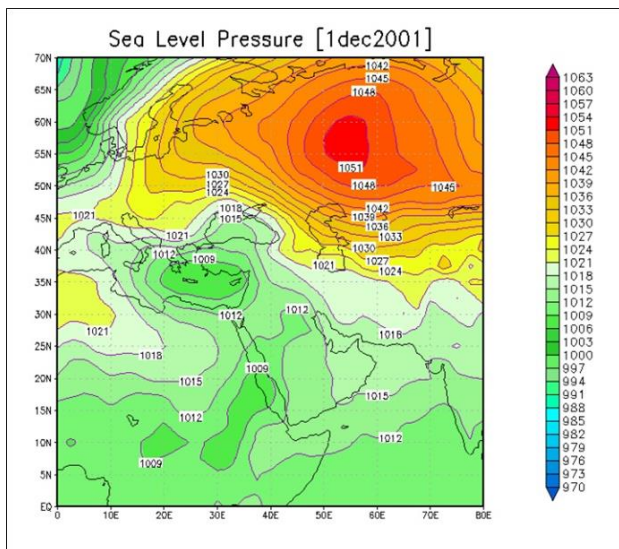 Sea Level Pressure [1dec2001]
70N
65N
60N
55N
50N
45N
40N
35N
30N
25N
20N
15N
10N
5N
EQ
0
10E
20E
30E
40E
50E
60E
70E
80E
1042
1045
1048
1051
1048
1045
1030
1027
1024
1021
1018
1015
1042
1039
1036
1033
1030
1027
1024
1021
1021
1012
1009
1012
1012
1021
1018
1018
1015
1009
1015
1012
1012
1009
1063
1060
1057
1054
1051
1048
1045
1042
1039
1036
1033
1030
1027
1024
1021
1018
1015
1012
1009
1006
1003
1000
997
994
991
988
985
982
979
976
973
970